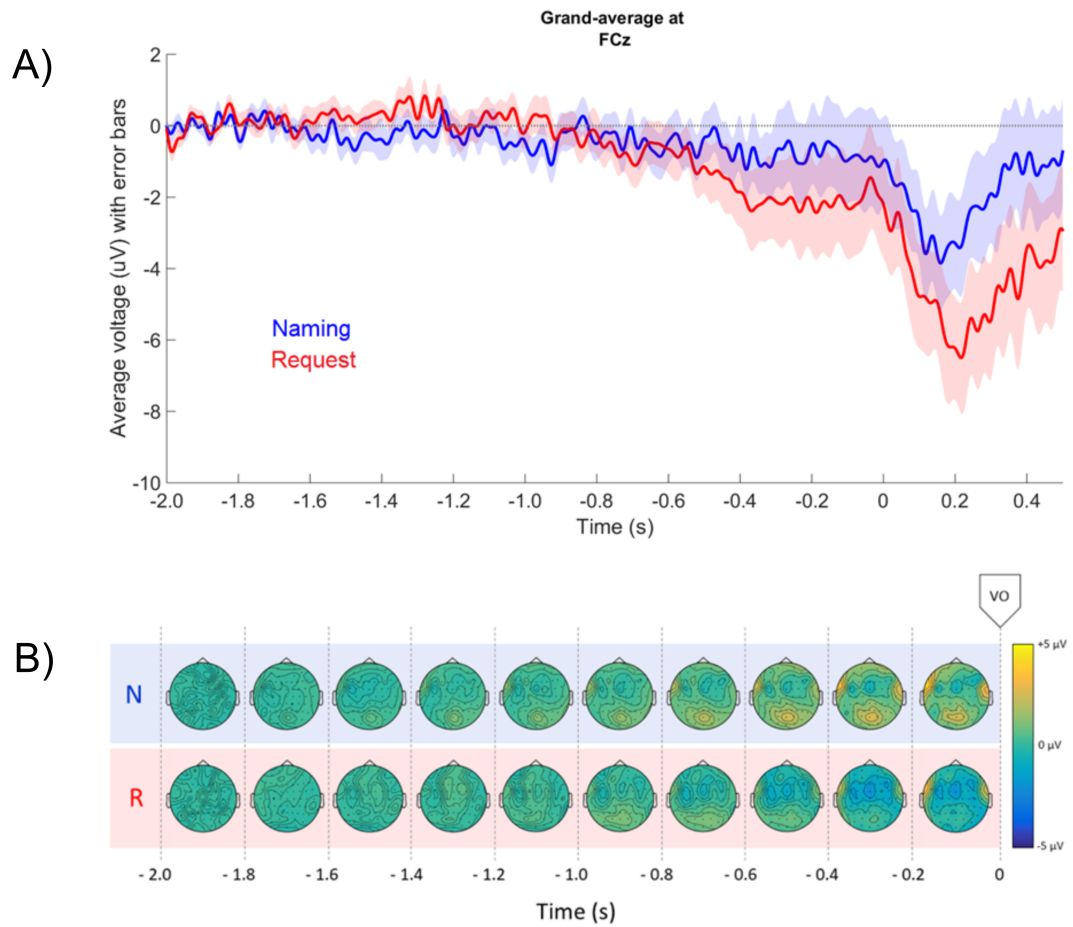 Grand-average at
FCz
A)
2
0
-2
-4
-6
-8
-10
Average voltage (uV) with error bars
Naming
Request
-2.0 -1.8 -1.6 -1.4 -1.2 -1.0 -0.8 -0.6 -0.4 -0.2 0 0.2 0.4
Time (s)
VO
B)
N
R
+5 µV
0 µV
-5 µV
- 2.0 - 1.8 - 1.6 - 1.4 - 1.2 - 1.0 - 0.8 - 0.6 - 0.4 - 0.2 0
Time (s)